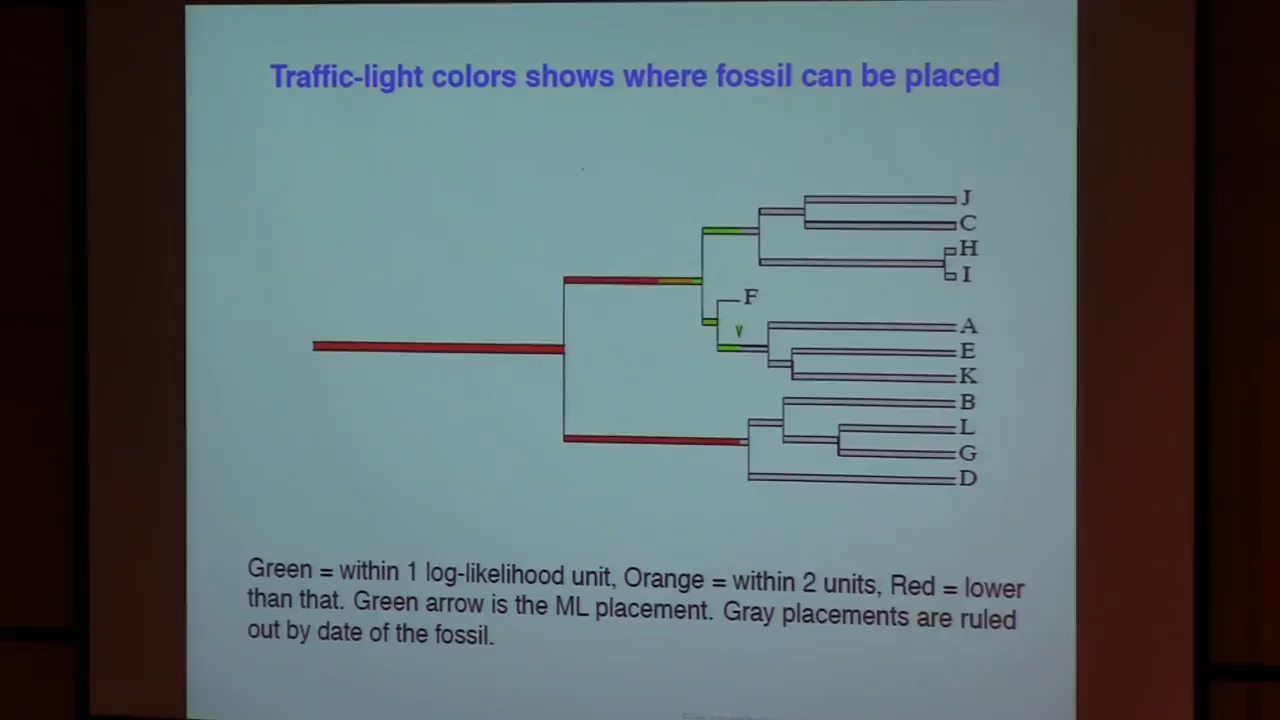 Traffic-light colors shows where fossil can be placed
J
C
H
I
F
A
E
K
B
L
G
D
Green = within 1 log-likelihood unit, Orange = within 2 units, Red = lower
than that. Green arrow is the ML placement. Gray placements are ruled
out by date of the fossil.